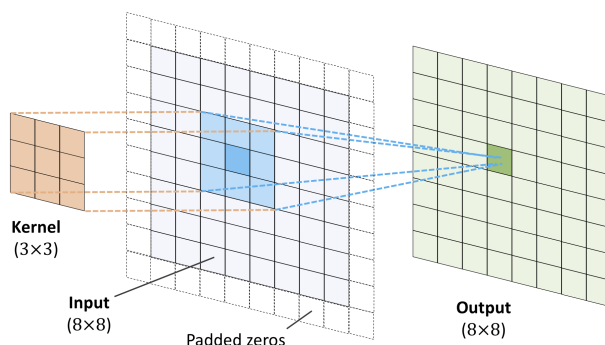 Kernel
(3×3)
Input
(8×8)
Padded zeros
Output
(8×8)